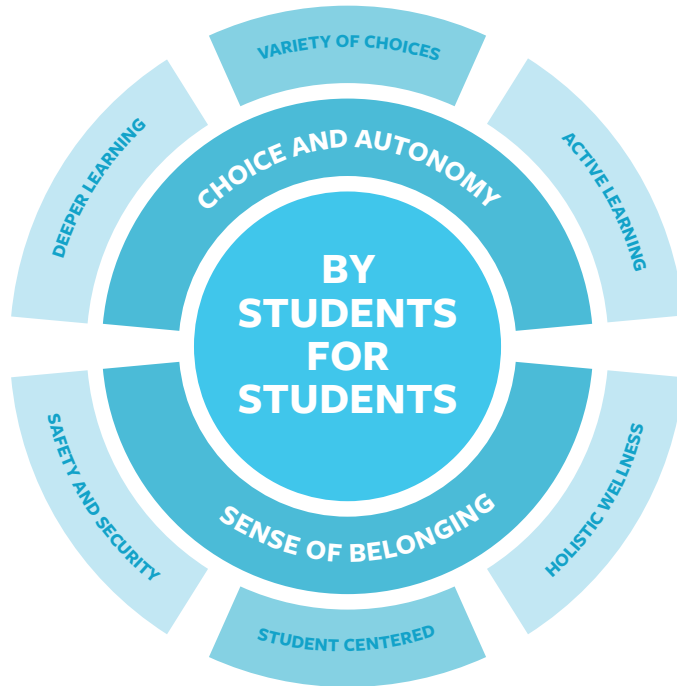 VARIETY OF CHOICES
DEEPER LEARNING
ACTIVE LEARNING
CHOICE AND AUTONOMY
BY
STUDENTS
FOR
STUDENTS
SENSE OF BELONGING
SAFETY AND SECURITY
HOLISTIC WELLNESS
STUDENT CENTERED